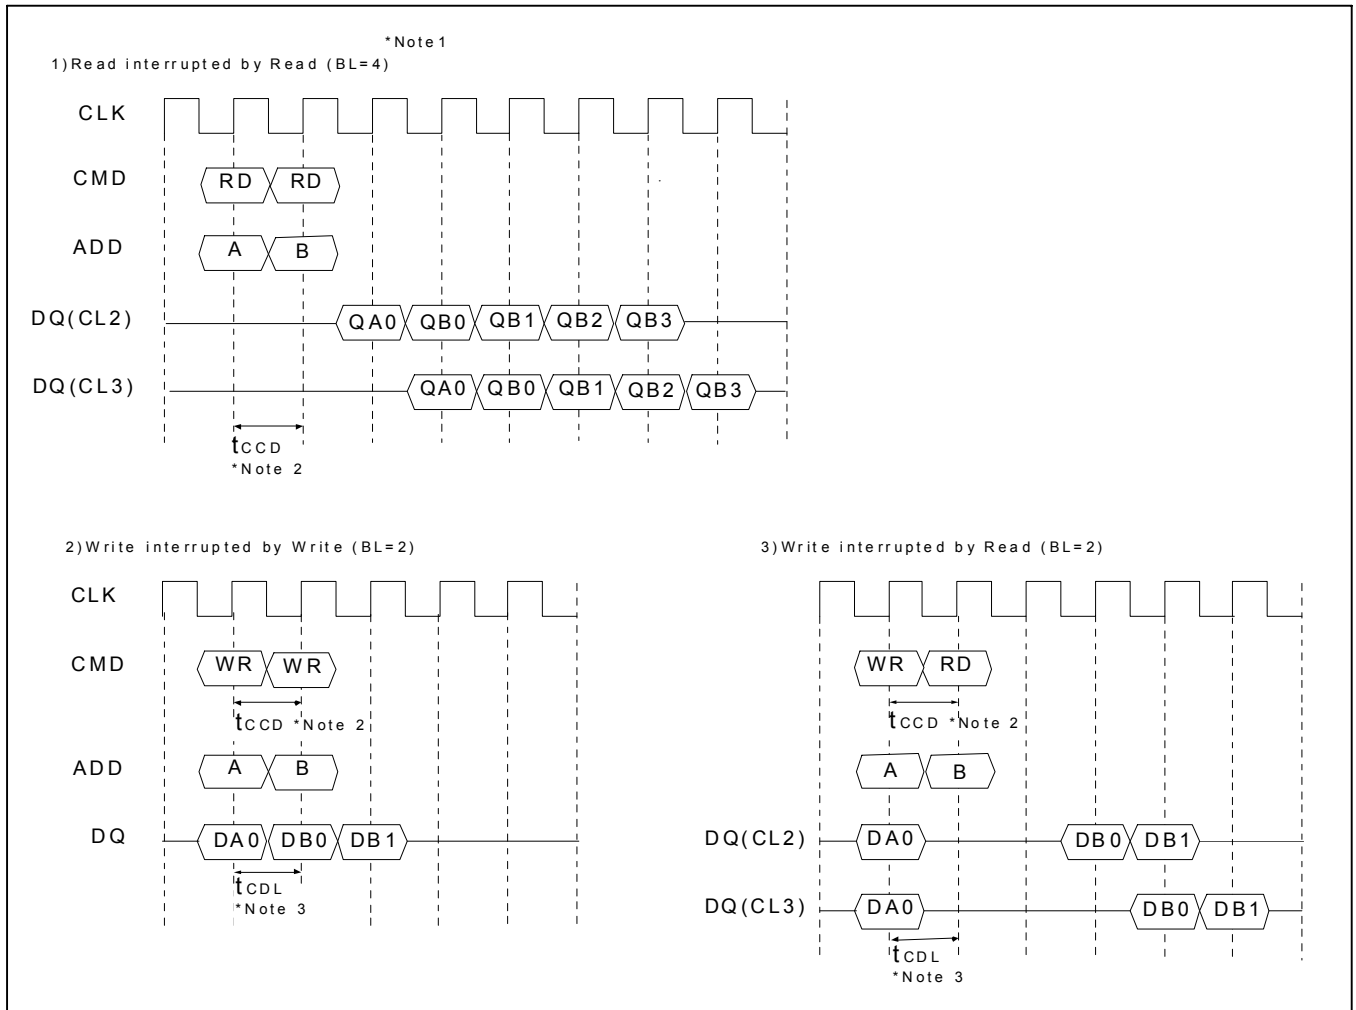 *Note1
1)Read interrupted by Read (BL=4)
CLK
CMD RD RD
ADD A B
DQ(CL2) QA0 QB0 QB1 QB2 QB3
DQ(CL3) QA0 QB0 QB1 QB2 QB3
tCCD
*Note 2
2)Write interrupted by Write (BL=2)
CLK
CMD WR WR
tCCD *Note 2
ADD A B
DQ DA0 DB0 DB1
tCDL
*Note 3
3)Write interrupted by Read (BL=2)
WR RD
tCCD *Note 2
A B
DQ(CL2) DA0 DB0 DB1
DQ(CL3) DA0 DB0 DB1
tCDL
*Note 3